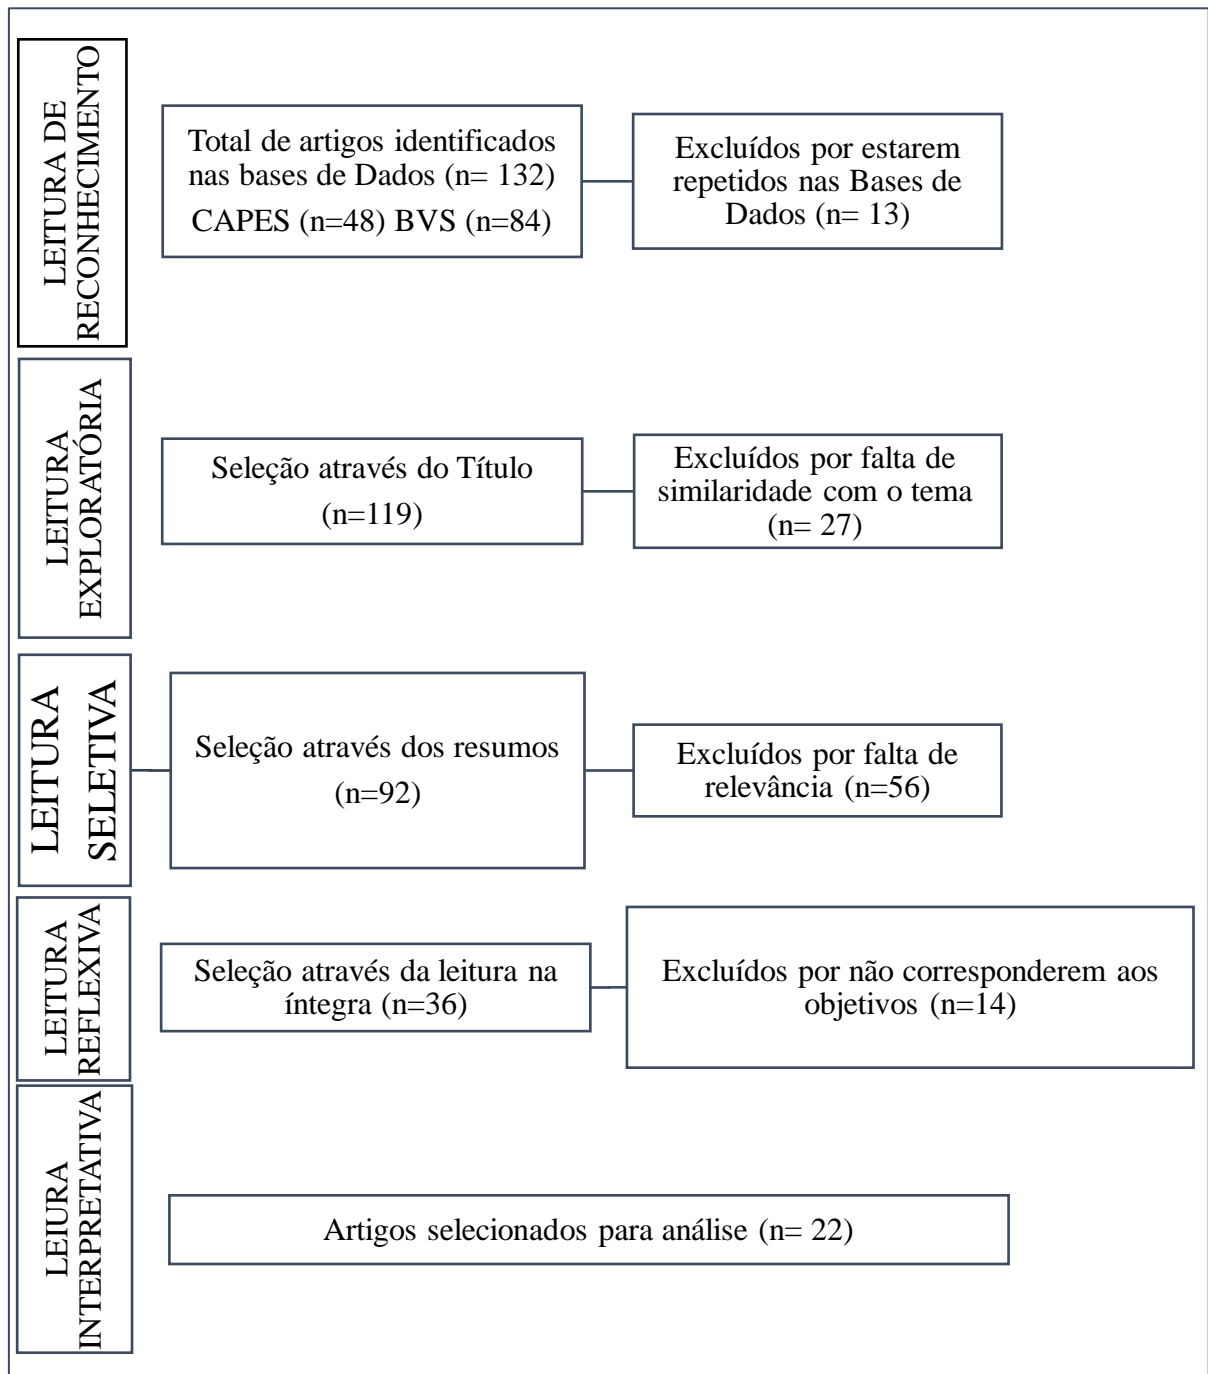 LEITURA DE
RECONHECIMENTO
Total de artigos identificados
nas bases de Dados (n= 132)
CAPES (n=48) BVS (n=84)
Excluídos por estarem
repetidos nas Bases de
Dados (n= 13)
LEITURA
EXPLORATÓRIA
Seleção através do Título
(n=119)
Excluídos por falta de
similaridade com o tema
(n= 27)
LEITURA
SELETIVA
Seleção através dos resumos
(n=92)
Excluídos por falta de
relevância (n=56)
LEITURA
REFLEXIVA
Seleção através da leitura na
íntegra (n=36)
Excluídos por não corresponderem aos
objetivos (n=14)
LEIURA
INTERPRETATIVA
Artigos selecionados para análise (n= 22)